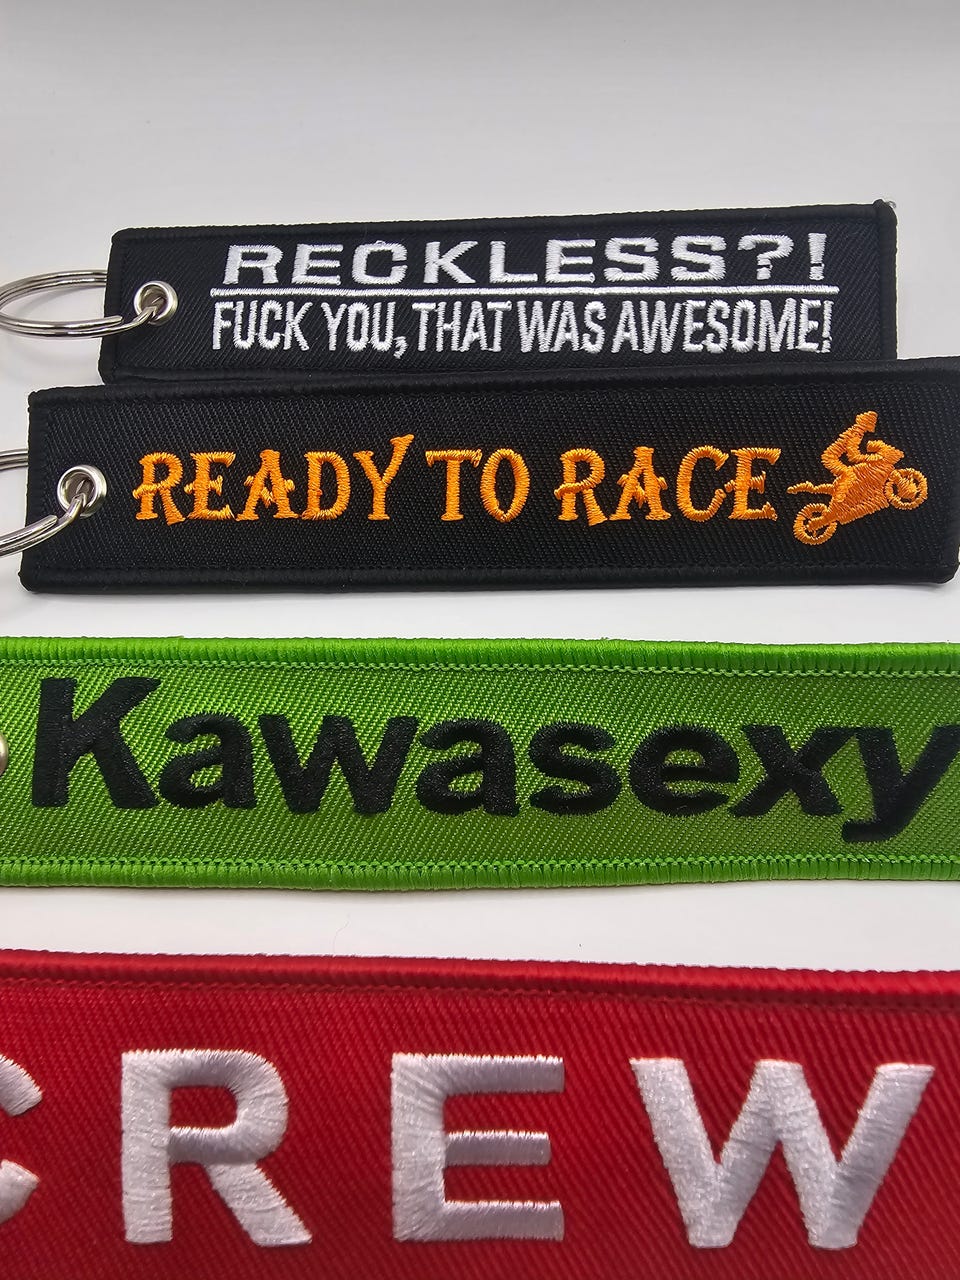 RECKLESS?!
FUCK YOU, THAT WAS AWESOME!
READY TO RACE
Kawasexy
CREW